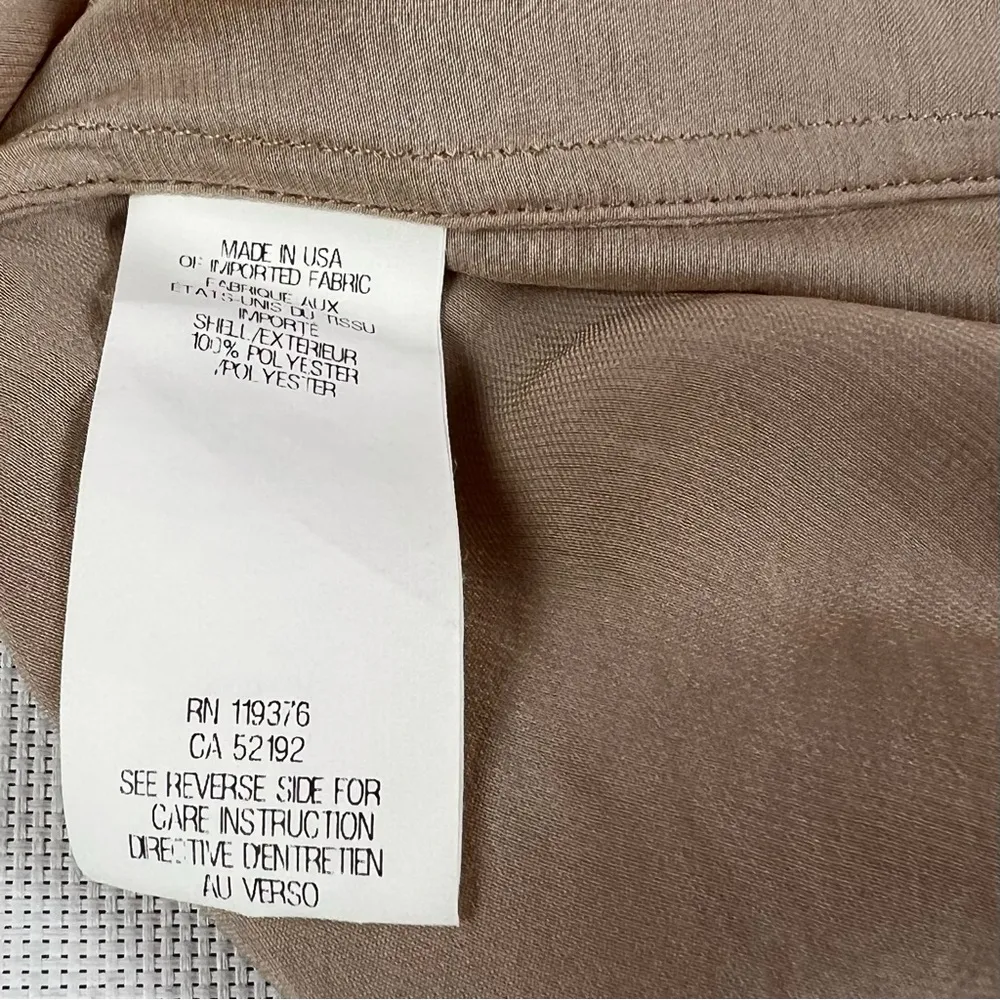 MADE IN USA
OF IMPORTED FABRIC
FABRIQUE AUX
ÉTATS-UNIS DU TISSU
IMPORTÉ
SHELL/EXTERIEUR
100% POLYESTER
/POLYESTER
RN 119376
CA 52192
SEE REVERSE SIDE FOR
CARE INSTRUCTION
DIRECTIVE D'ENTRETIEN
AU VERSO